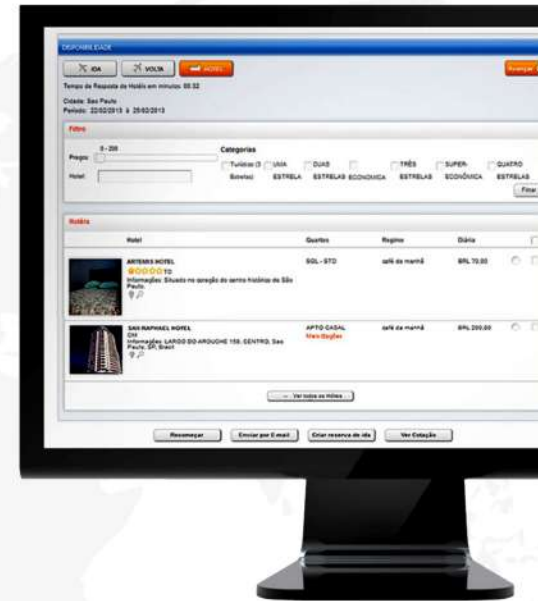 DISPONIBILIDADE
IDA
VOLTA
HOTEL
Tempo de Resposta de Hotéis em minutos: 00:32
Cidade: Sao Paulo
Período: 22/02/2013 à 25/02/2013
Filtro
0 - 200
Preço:
Hotel:
Categorias
Turístico (3 Estrelas)
UMA ESTRELA
DUAS ESTRELAS
ECONOMICA
TRÊS ESTRELAS
SUPER-ECONÔMICA
QUATRO ESTRELAS
Filtrar
Hotéis
Hotel Quartos Regime Diária
ARTEMIS HOTEL SGL - STD café da manhã BRL 70,00
TO
Informações: Situado no coração do centro histórico de São Paulo.
SAN RAPHAEL HOTEL APTO CASAL café da manhã BRL 200,00
CM Mais Opções
Informações: LARGO DO AROUCHE 150, CENTRO, Sao Paulo, SP, Brazil
Ver todos os Hotéis
Recomeçar Enviar por E-mail Criar reserva de ida Ver Cotação